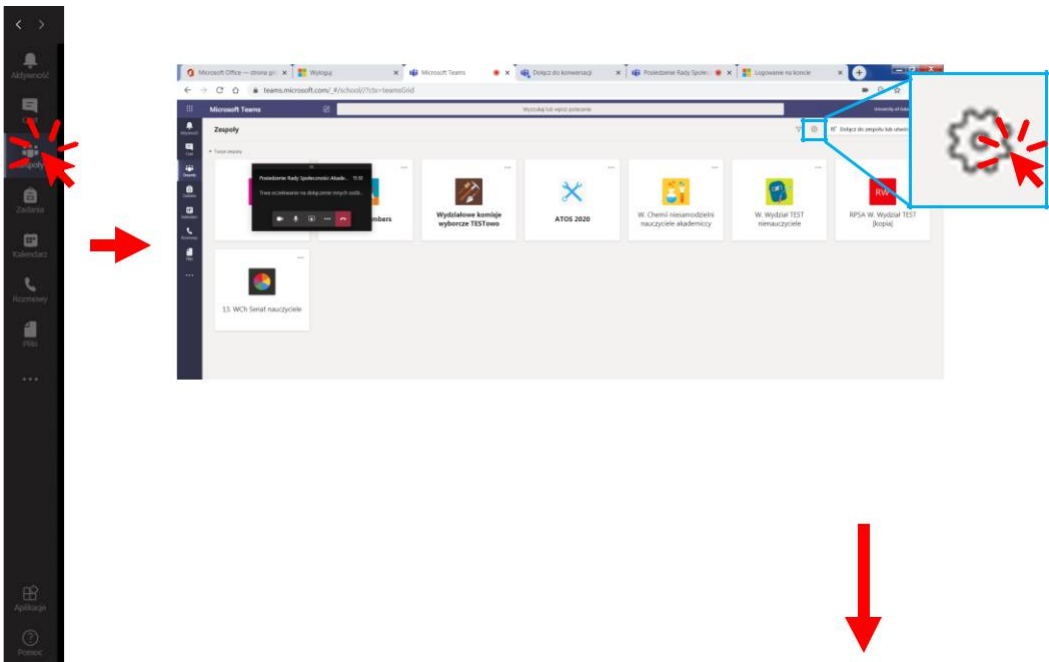 Aktywność
Czat
Zespoły
Zadania
Kalendarz
Rozmowy
Pliki
Aplikacje
Pomoc
Microsoft Office — strona gł
Wyloguj
Microsoft Teams
Dołącz do konwersacji
Posiedzenie Rady Społec
Logowanie na koncie
teams.microsoft.com/_#/school//?ctx=teamsGrid
Microsoft Teams
Wyszukaj lub wpisz polecenie
Zespoły
Dołącz do zespołu lub utwórz
Twoje zespoły
Posiedzenie Rady Społeczności Akade...
Trwa oczekiwanie na dołączenie innych osób...
mbers
Wydziałowe komisje
wyborcze TESTowo
ATOS 2020
W. Chemii niesamodzielni
nauczyciele akademiccy
W. Wydział TEST
nienauczyciele
RW
RPSA W. Wydział TEST
[kopia]
13. WCh Senat nauczyciele